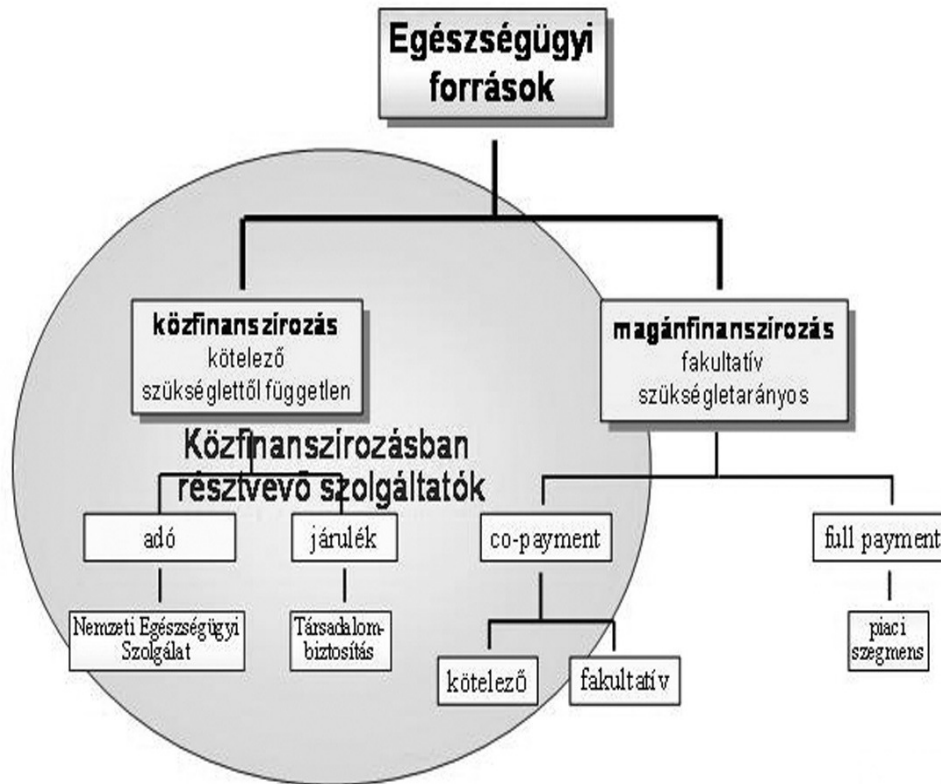 Egészségügyi
források
közfinanszírozás
kötelező
szükséglettől független
magánfinanszírozás
fakultatív
szükségletarányos
Közfinanszírozásban
résztvevő szolgáltatók
adó
járulék
co-payment
full payment
Nemzeti Egészségügyi
Szolgálat
Társadalom-
biztosítás
kötelező
fakultatív
piaci
szegmens